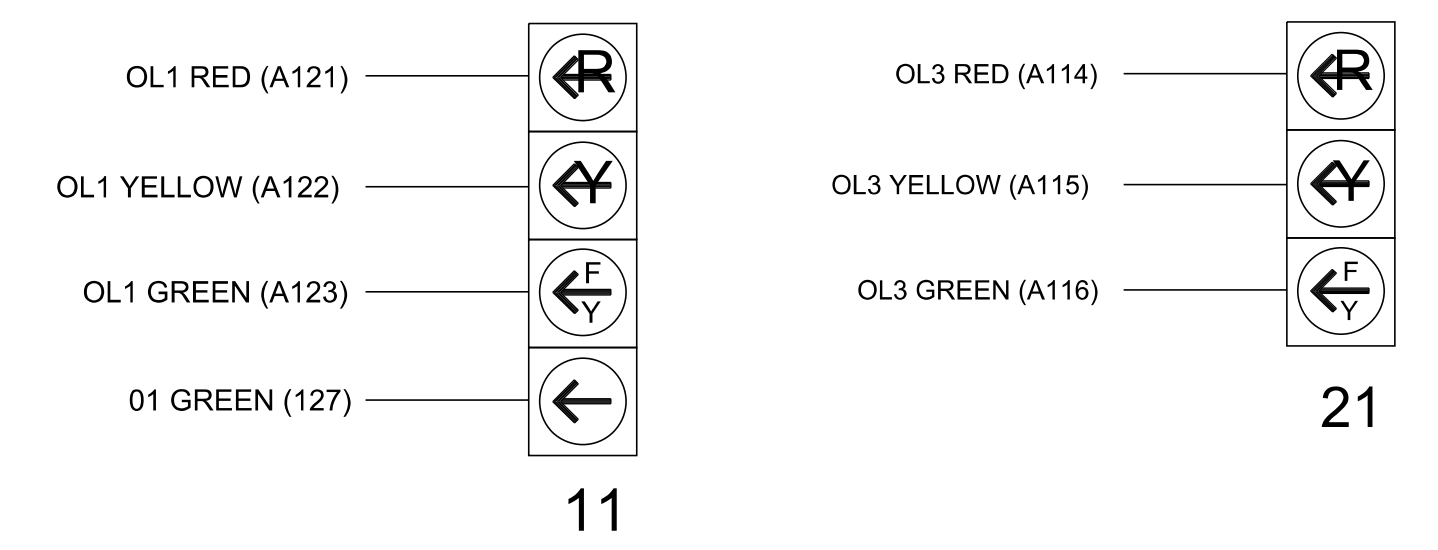 OL1 RED (A121)
R
OL1 YELLOW (A122)
Y
OL1 GREEN (A123)
F
Y
01 GREEN (127)
11
OL3 RED (A114)
R
OL3 YELLOW (A115)
Y
OL3 GREEN (A116)
F
Y
21